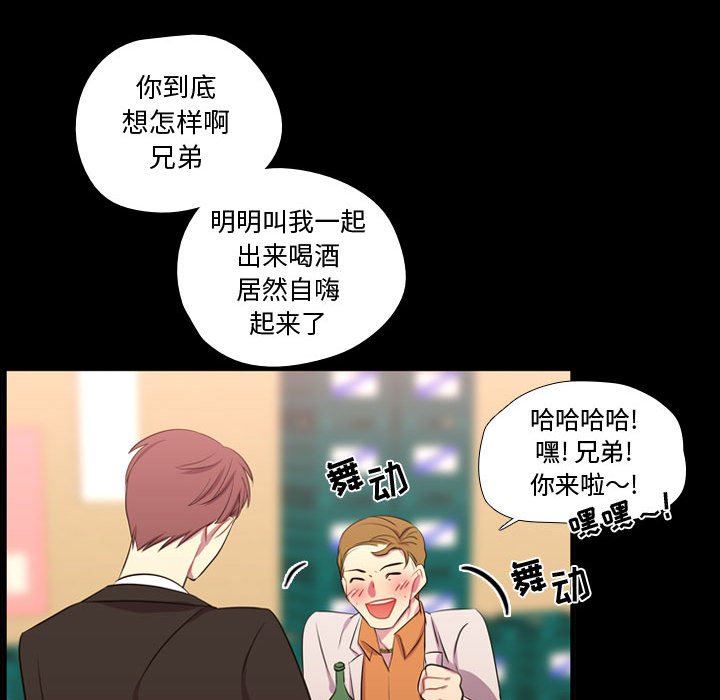 你到底
想怎样啊
兄弟
明明叫我一起
出来喝酒
居然自嗨
起来了
哈哈哈哈!
嘿! 兄弟!
你来啦～!
嘿嘿～!
舞动
舞动